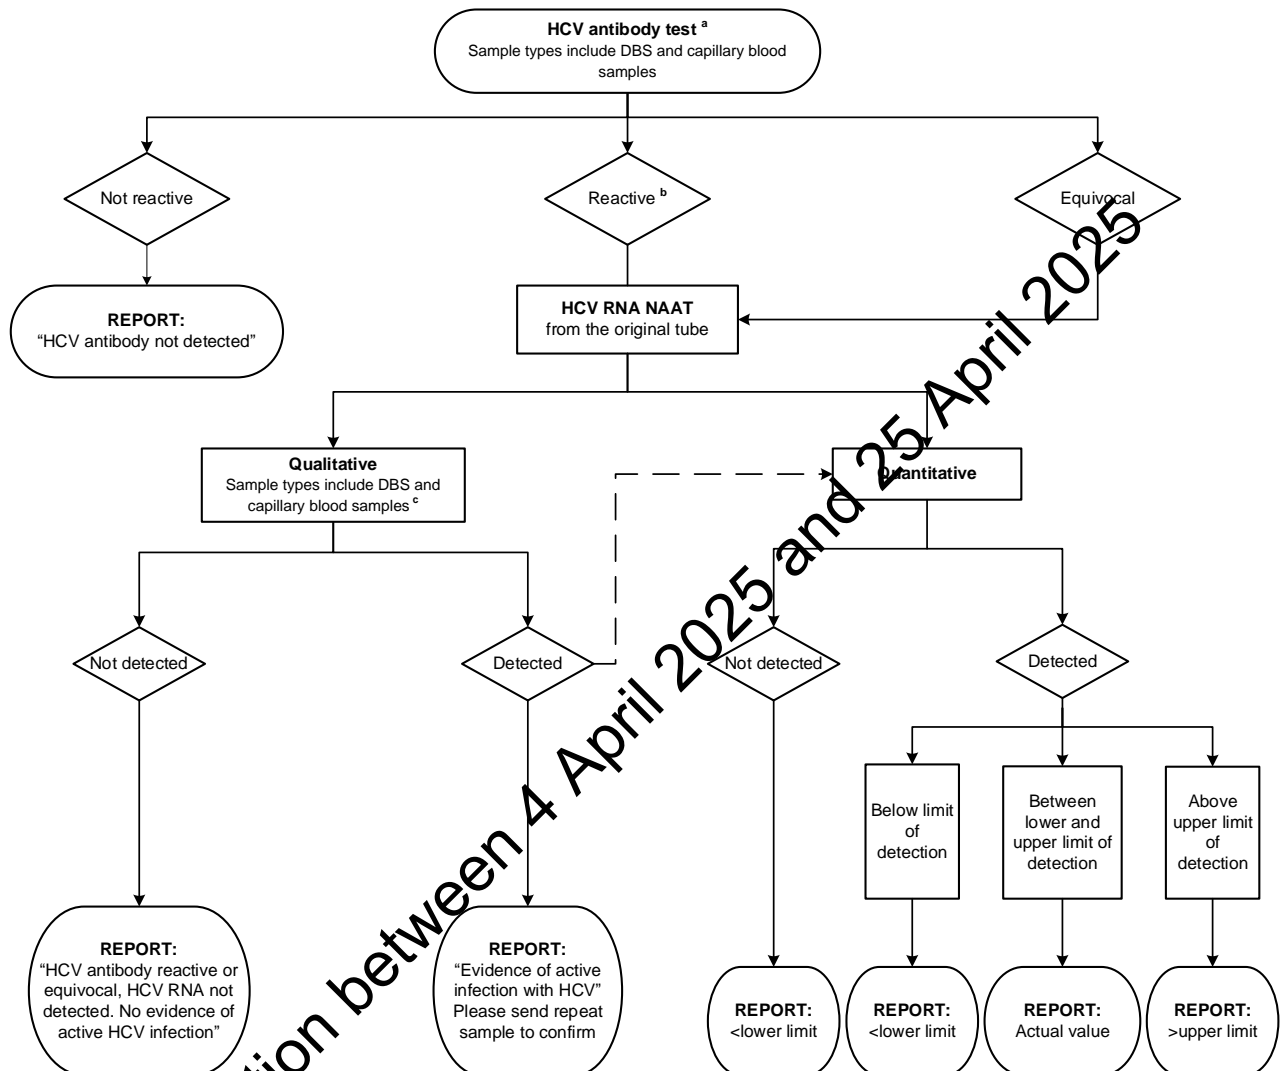 HCV antibody test a
Sample types include DBS and capillary blood
samples
Not reactive
Reactive b
Equivocal
REPORT:
“HCV antibody not detected”
HCV RNA NAAT
from the original tube
Qualitative
Sample types include DBS and
capillary blood samples c
Quantitative
Not detected
Detected
Not detected
Detected
Below limit
of
detection
Between
lower and
upper limit of
detection
Above
upper limit
of
detection
REPORT:
“HCV antibody reactive or
equivocal, HCV RNA not
detected. No evidence of
active HCV infection”
REPORT:
“Evidence of active
infection with HCV”
Please send repeat
sample to confirm
REPORT:
<lower limit
REPORT:
<lower limit
REPORT:
Actual value
REPORT:
>upper limit
tion between 4 April 2025 and 25 April 2025